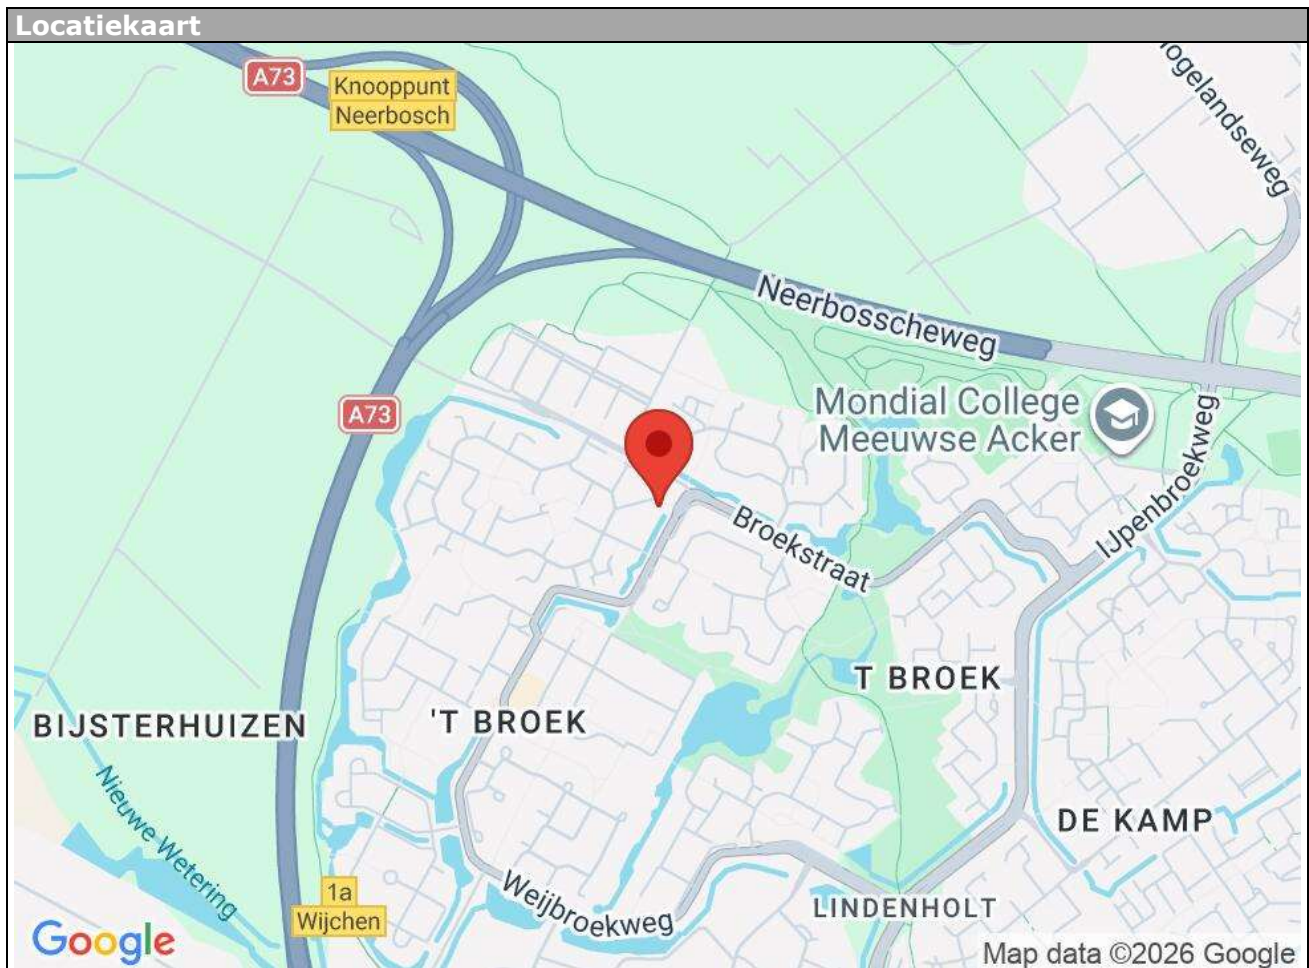 Locatiekaart
A73
Knooppunt
Neerbosch
Neerbosscheweg
A73
Mondial College
Meeuwse Acker
IJpenbroekweg
Broekstraat
T BROEK
BIJSTERHUIZEN
'T BROEK
Nieuwe Wetering
DE KAMP
1a
Wijchen
Weijbroekweg
LINDENHOLT
Google
Map data ©2026 Google